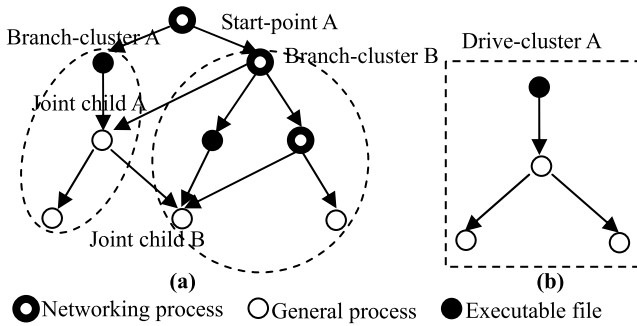 Start-point A
Branch-cluster A
Branch-cluster B
Drive-cluster A
Joint child A
Joint child B
(a)
(b)
Networking process
General process
Executable file